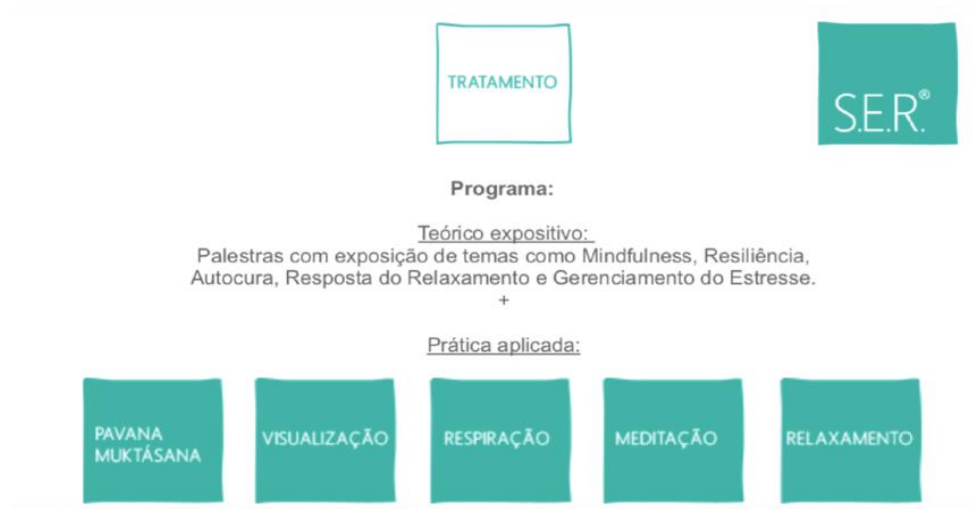 TRATAMENTO
S.E.R.®
Programa:
Teórico expositivo:
Palestras com exposição de temas como Mindfulness, Resiliência,
Autocura, Resposta do Relaxamento e Gerenciamento do Estresse.
+
Prática aplicada:
PAVANA
MUKTÁSANA
VISUALIZAÇÃO
RESPIRAÇÃO
MEDITAÇÃO
RELAXAMENTO